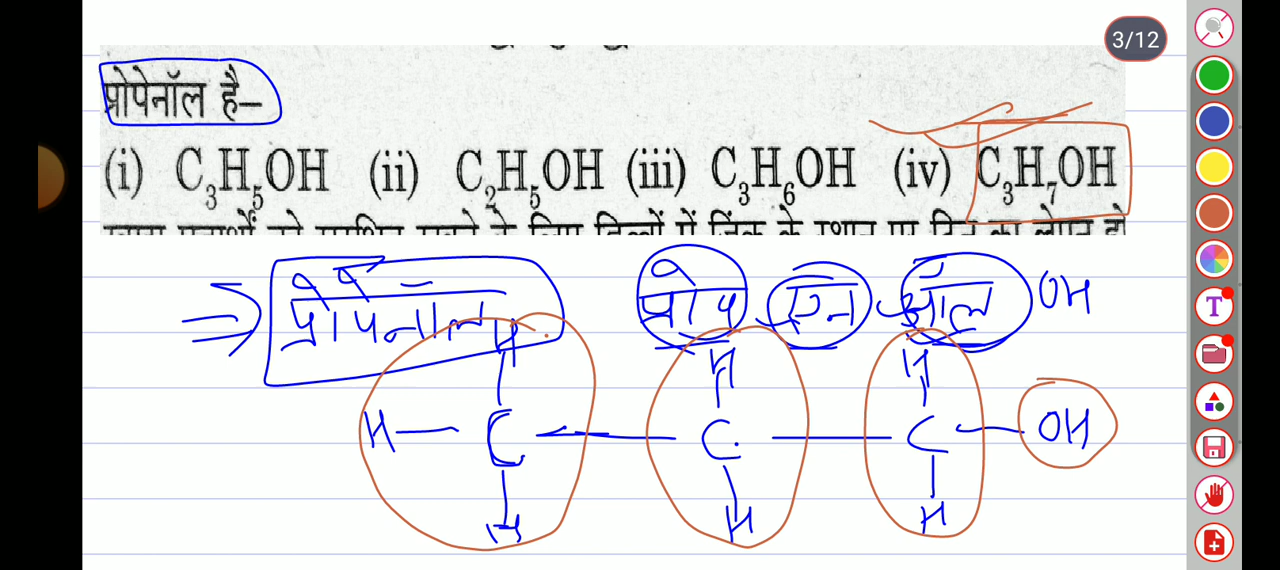 3/12
प्रोपेनॉल है–
(i) C₃H₅OH (ii) C₂H₅OH (iii) C₃H₆OH (iv) C₃H₇OH
⇒ प्रोपेनॉल प्रोप एन ऑल OH
H H H
H — C — C — C — OH
H H H
T